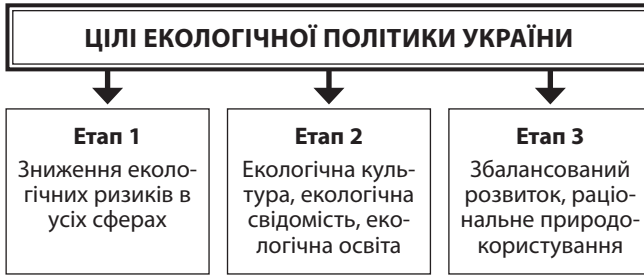 ЦІЛІ ЕКОЛОГІЧНОЇ ПОЛІТИКИ УКРАЇНИ
Етап 1
Зниження еколо-
гічних ризиків в
усіх сферах
Етап 2
Екологічна куль-
тура, екологічна
свідомість, еко-
логічна освіта
Етап 3
Збалансований
розвиток, раціо-
нальне природо-
користування